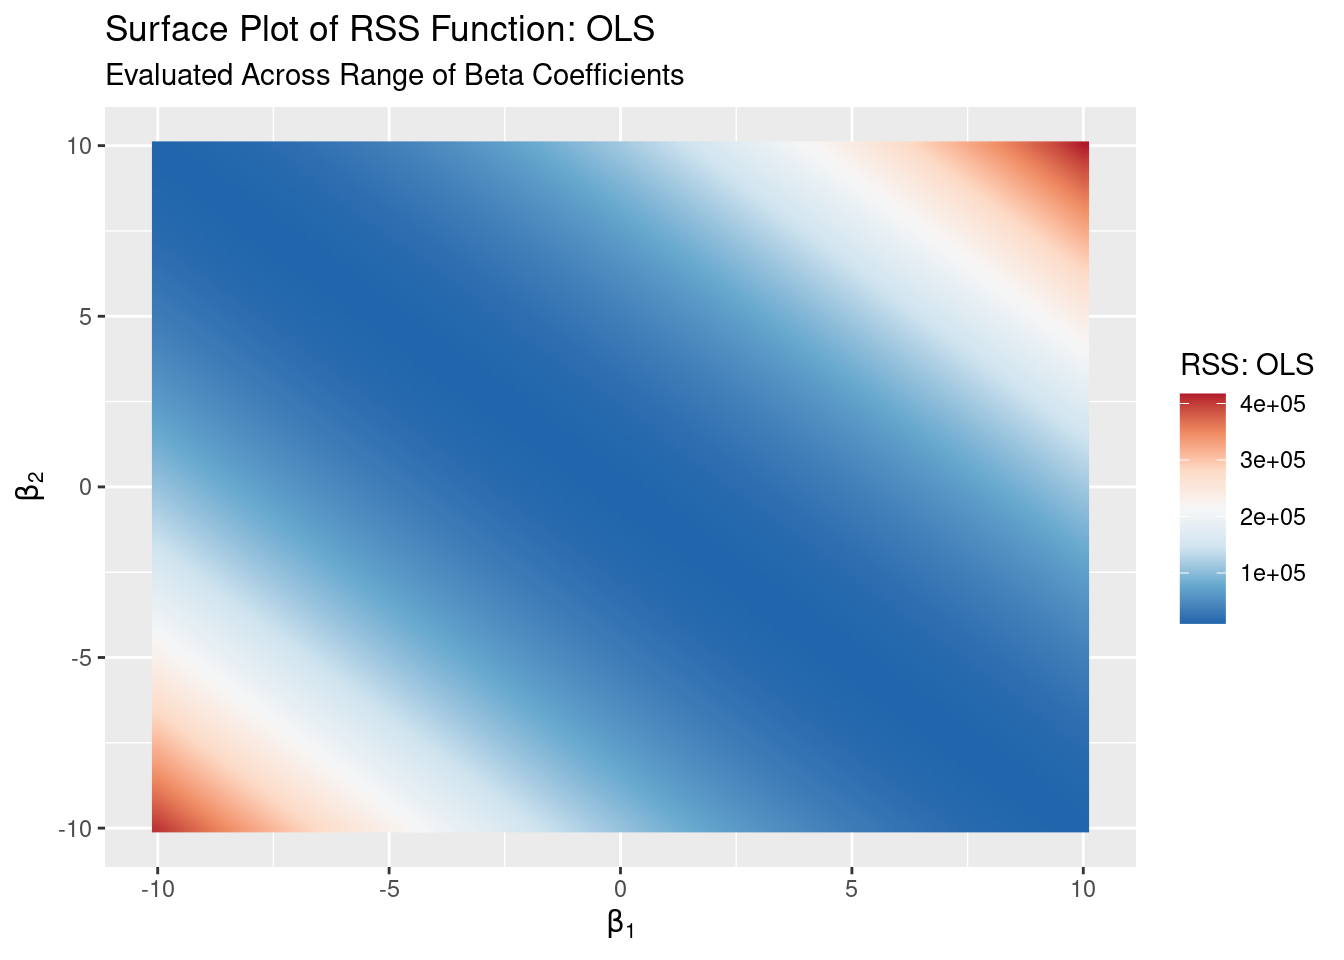 Surface Plot of RSS Function: OLS
Evaluated Across Range of Beta Coefficients
10
5
0
-5
-10
β₂
-10 -5 0 5 10
β₁
RSS: OLS
4e+05
3e+05
2e+05
1e+05